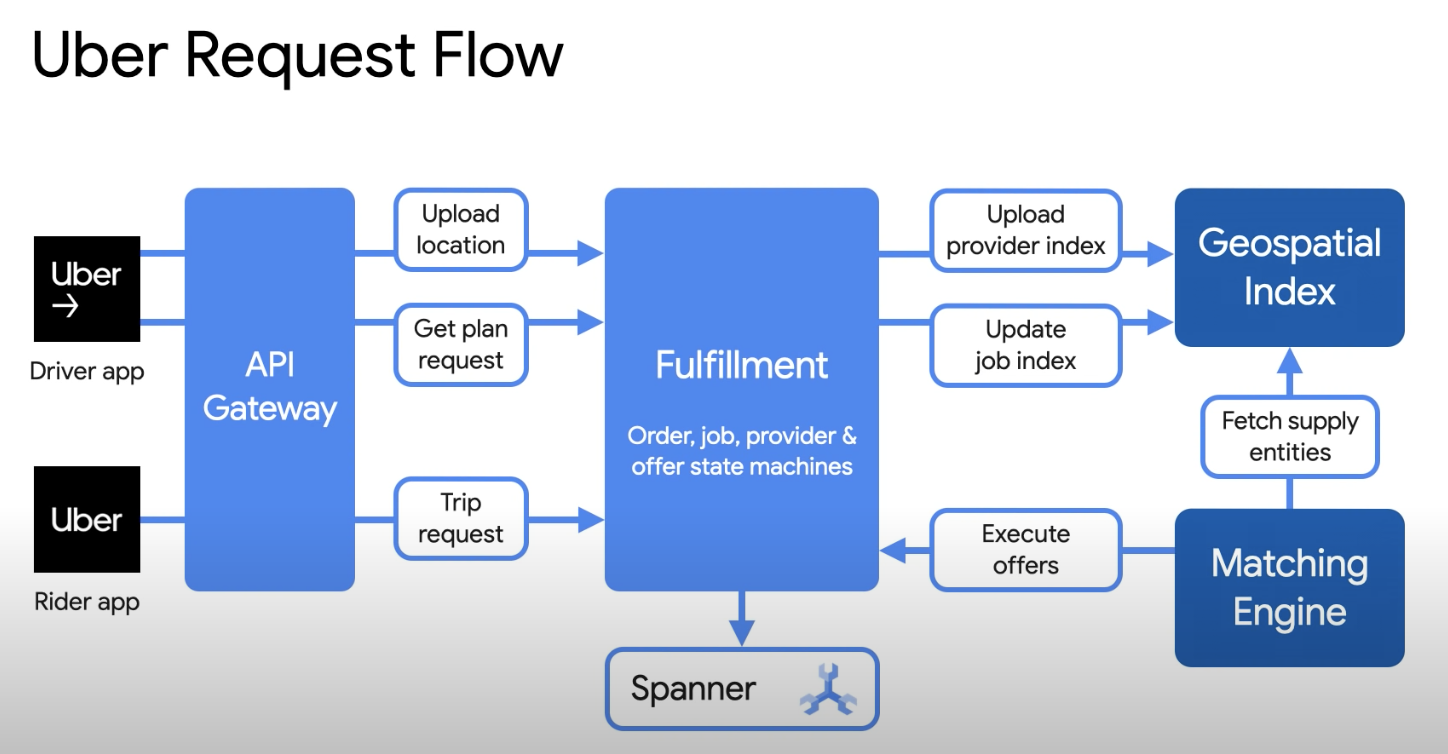 Uber Request Flow
Uber
→
Driver app
Uber
Rider app
API
Gateway
Upload
location
Get plan
request
Trip
request
Fulfillment
Order, job, provider &
offer state machines
Spanner
Upload
provider index
Update
job index
Execute
offers
Geospatial
Index
Fetch supply
entities
Matching
Engine